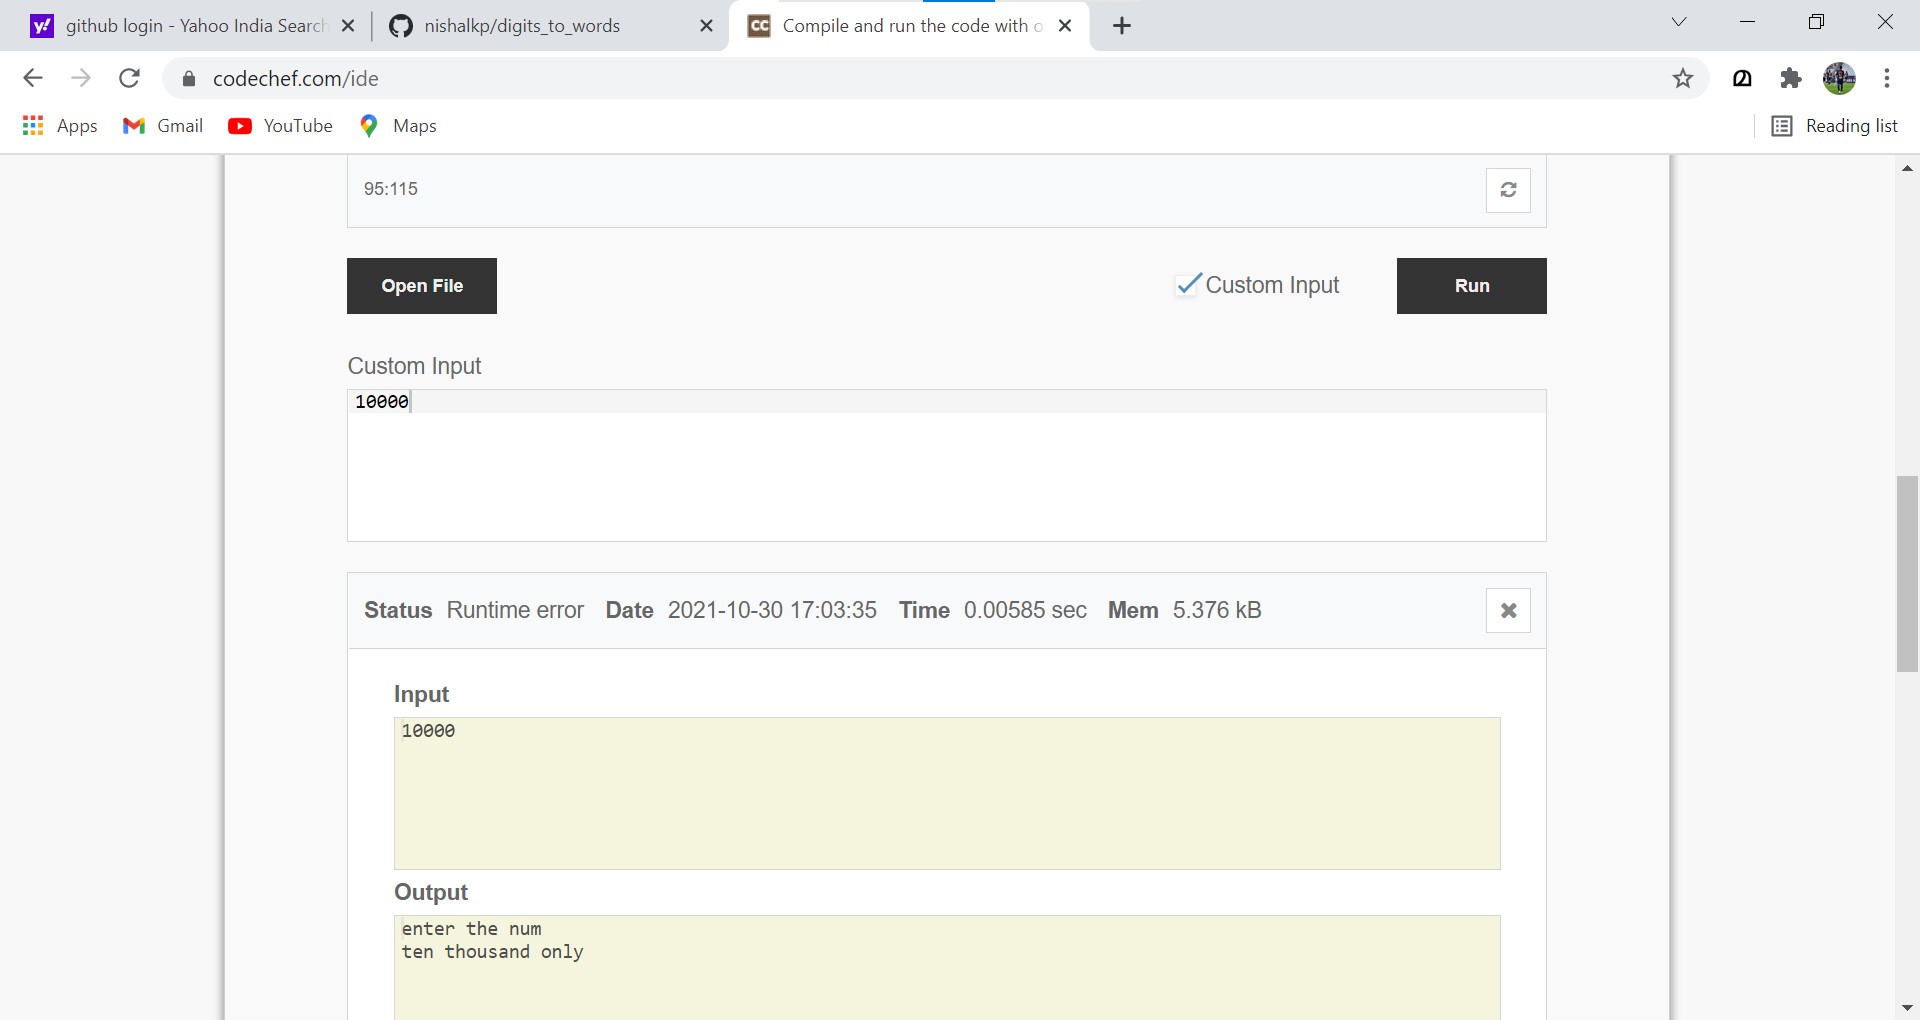 github login - Yahoo India Search
nishalkp/digits_to_words
CC Compile and run the code with o
codechef.com/ide
Apps
Gmail
YouTube
Maps
Reading list
95:115
Open File
Custom Input
Run
Custom Input
10000
Status Runtime error Date 2021-10-30 17:03:35 Time 0.00585 sec Mem 5.376 kB
Input
10000
Output
enter the num
ten thousand only